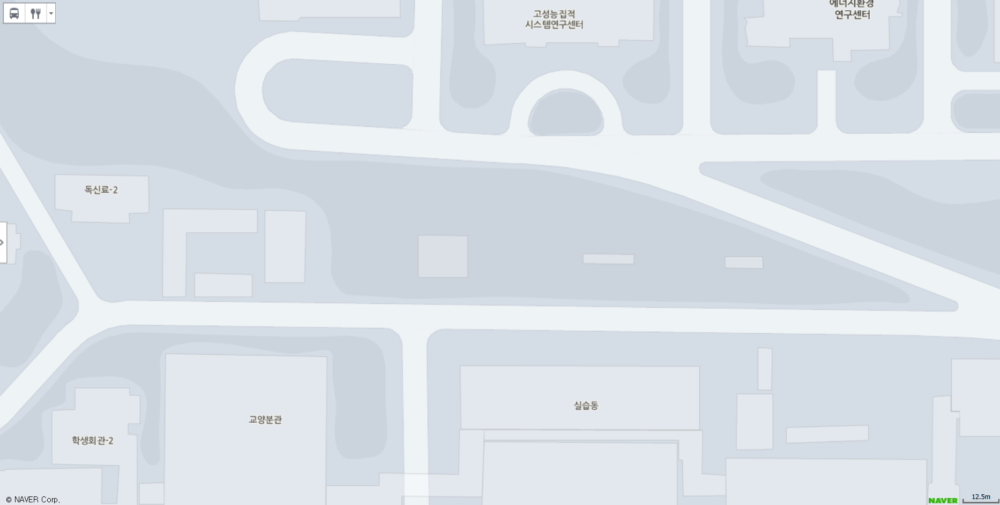 고성능집적
시스템연구센터
에너지환경
연구센터
독신료-2
교양분관
실습동
학생회관-2
© NAVER Corp.
NAVER
12.5m